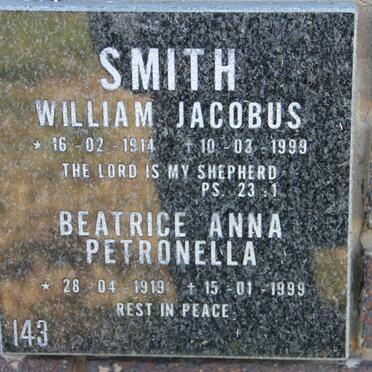 SMITH
WILLIAM JACOBUS
* 16 - 02 - 1914 + 10 - 03 - 1999
THE LORD IS MY SHEPHERD
PS. 23 : 1
BEATRICE ANNA
PETRONELLA
* 28 - 04 - 1919 + 15 - 01 - 1999
REST IN PEACE
143